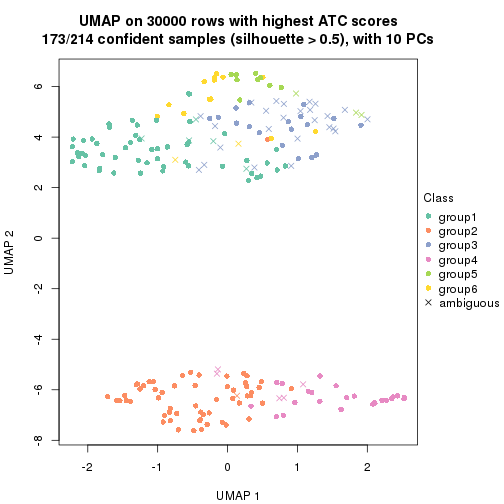 UMAP on 30000 rows with highest ATC scores
173/214 confident samples (silhouette > 0.5), with 10 PCs
6
4
2
0
-2
-4
-6
-8
UMAP 2
-2
-1
0
1
2
UMAP 1
Class
group1
group2
group3
group4
group5
group6
ambiguous